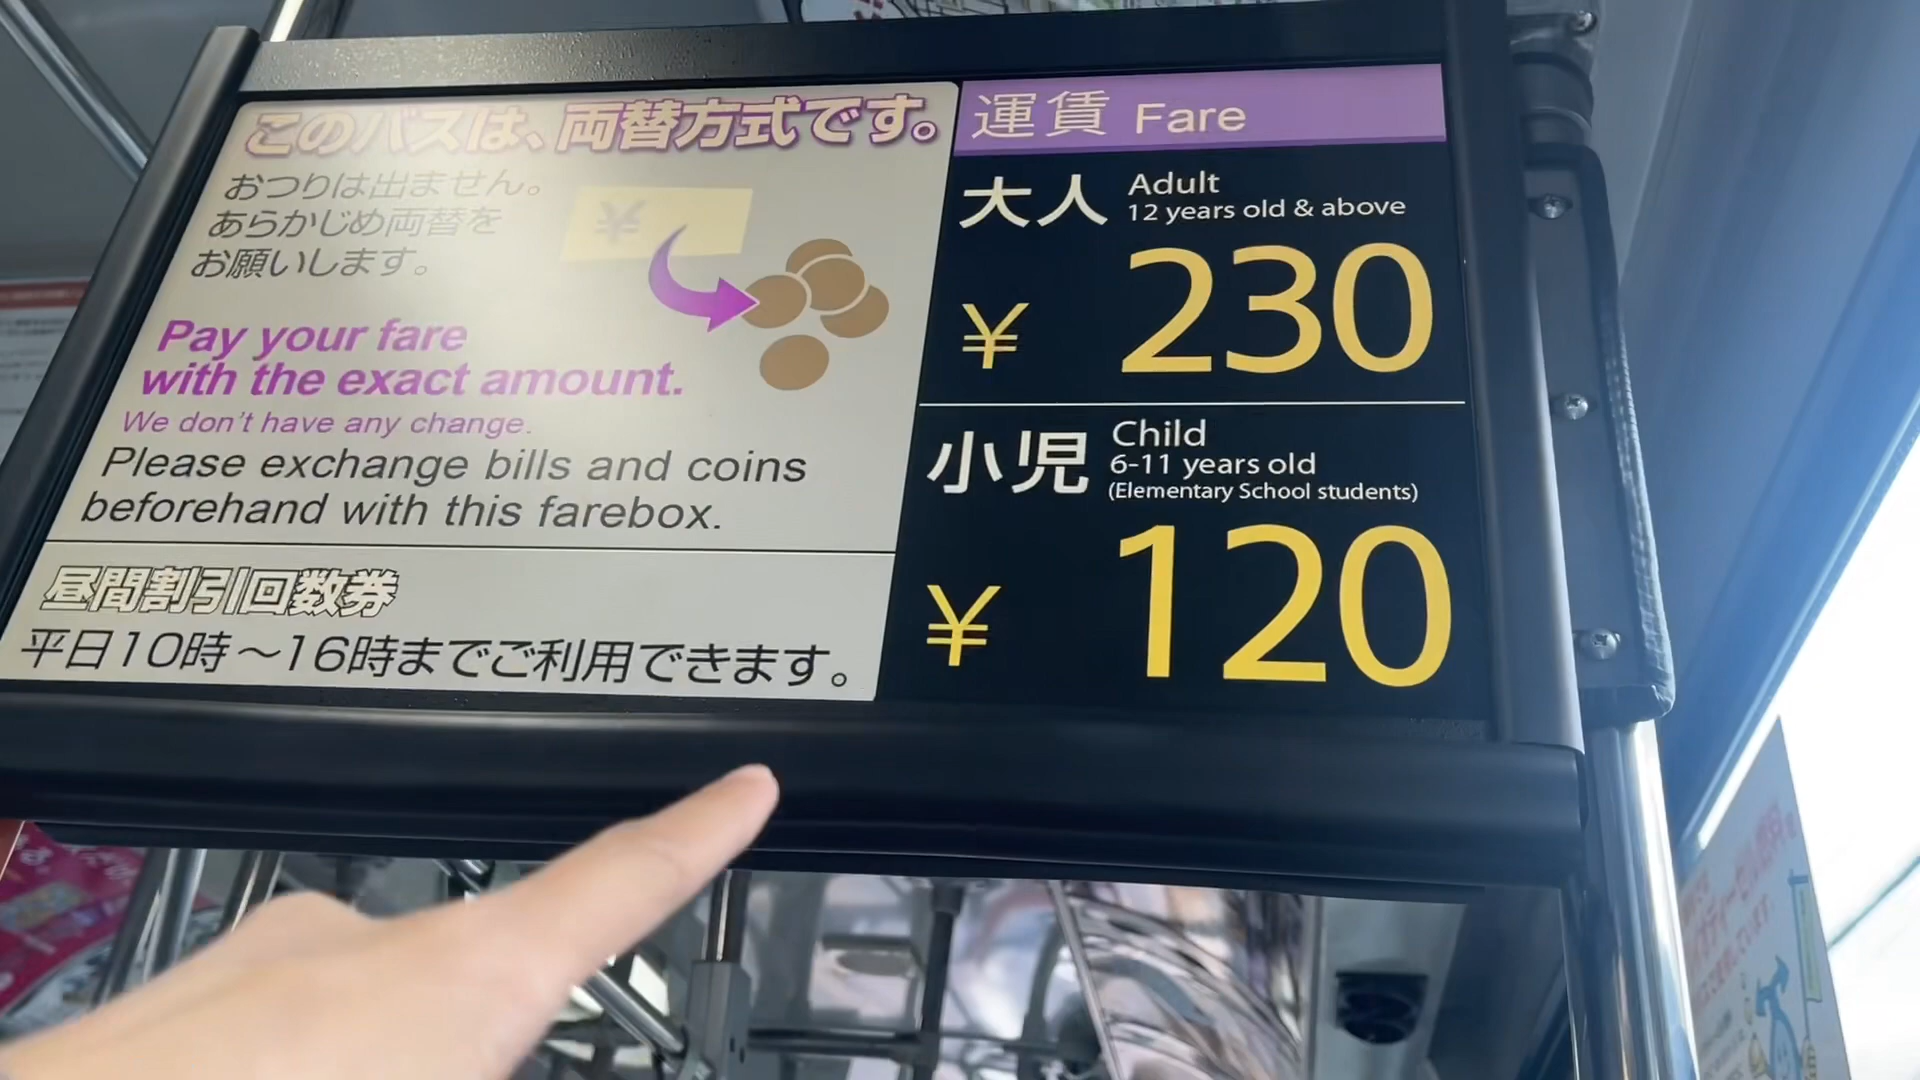 このバスは、両替方式です。
おつりは出ません。
あらかじめ両替を
お願いします。
¥
Pay your fare
with the exact amount.
We don't have any change.
Please exchange bills and coins
beforehand with this farebox.
昼間割引回数券
平日10時～16時までご利用できます。
運賃 Fare
大人 Adult
12 years old & above
¥ 230
小児 Child
6-11 years old
(Elementary School students)
¥ 120